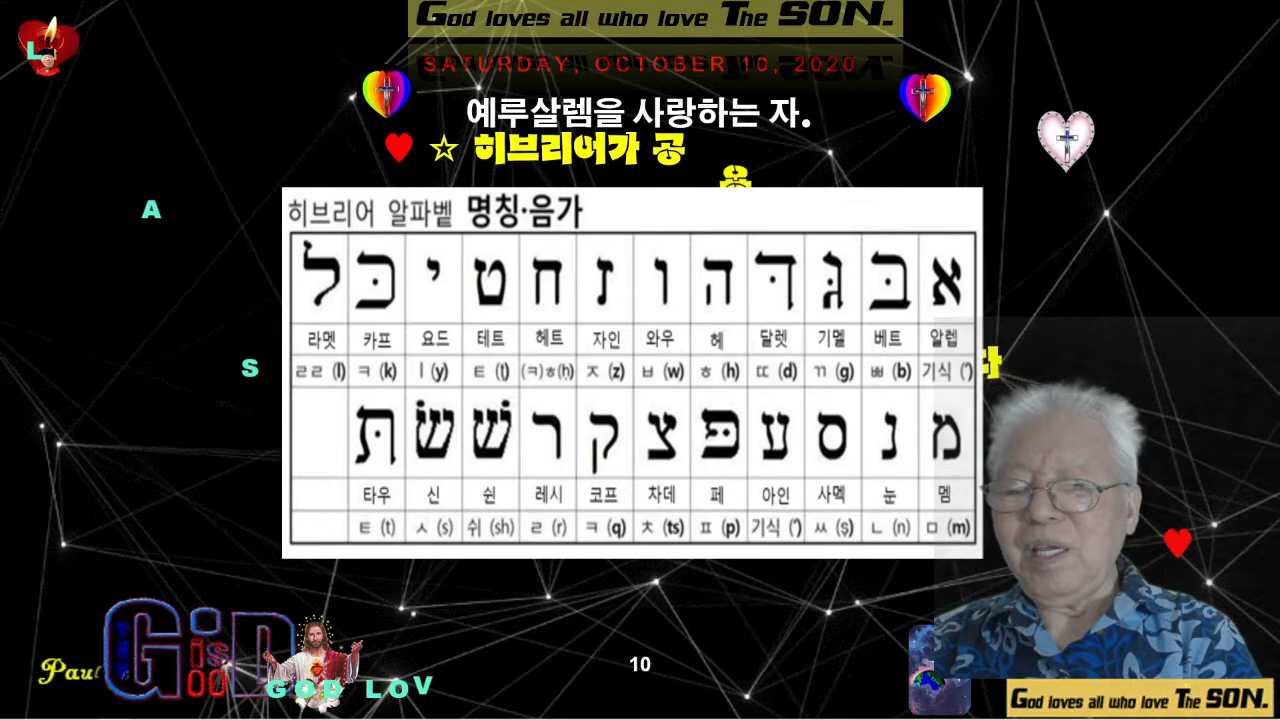 God loves all who love The SON.
SATURDAY, OCTOBER 10, 2020
예루살렘을 사랑하는 자.
☆ 히브리어가 공
L
A
S
히브리어 알파벹 명칭·음가
ל כּ י ט ח ז ו ה דּ גּ בּ א
라멧 카프 요드 테트 헤트 자인 와우 헤 달렛 기멜 베트 알렙
ㄹㄹ (l) ㅋ (k) ㅣ(y) ㅌ (ṭ) (ㅋ)ㅎ(ḥ) ㅈ (z) ㅂ (w) ㅎ (h) ㄸ (d) ㄲ (g) ㅃ (b) 기식 (’)
תּ שׂ שׁ ר ק צ פּ ע ס נ מ
타우 신 쉰 레시 코프 차데 페 아인 사멕 눈 멤
ㅌ (t) ㅅ (s) 쉬 (sh) ㄹ (r) ㅋ (q) ㅊ (ts) ㅍ (p) 기식 (‘) ㅆ (ş) ㄴ (n) ㅁ (m)
다
God is
Paul
GOD LOV
10
God loves all who love The SON.